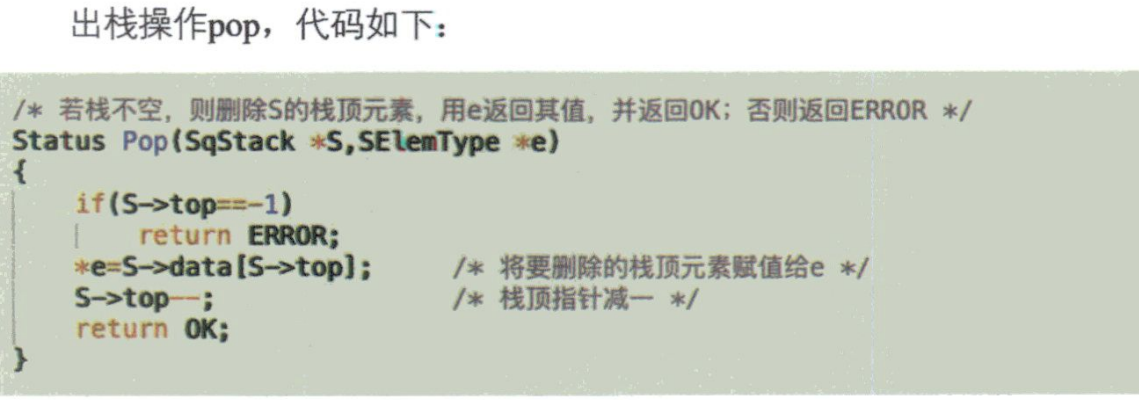 出栈操作pop，代码如下：
/* 若栈不空，则删除S的栈顶元素，用e返回其值，并返回OK；否则返回ERROR */
Status Pop(SqStack *S,SElemType *e)
{
    if(S->top==-1)
        return ERROR;
    *e=S->data[S->top];     /* 将要删除的栈顶元素赋值给e */
    S->top--;               /* 栈顶指针减一 */
    return OK;
}